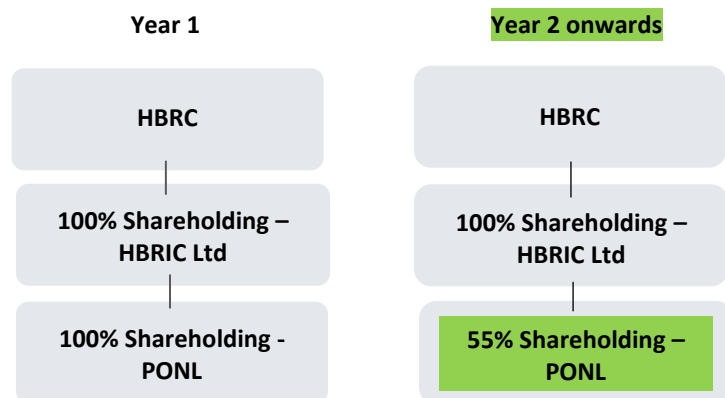 Year 1
HBRC
100% Shareholding –
HBRIC Ltd
100% Shareholding -
PONL
Year 2 onwards
HBRC
100% Shareholding –
HBRIC Ltd
55% Shareholding –
PONL